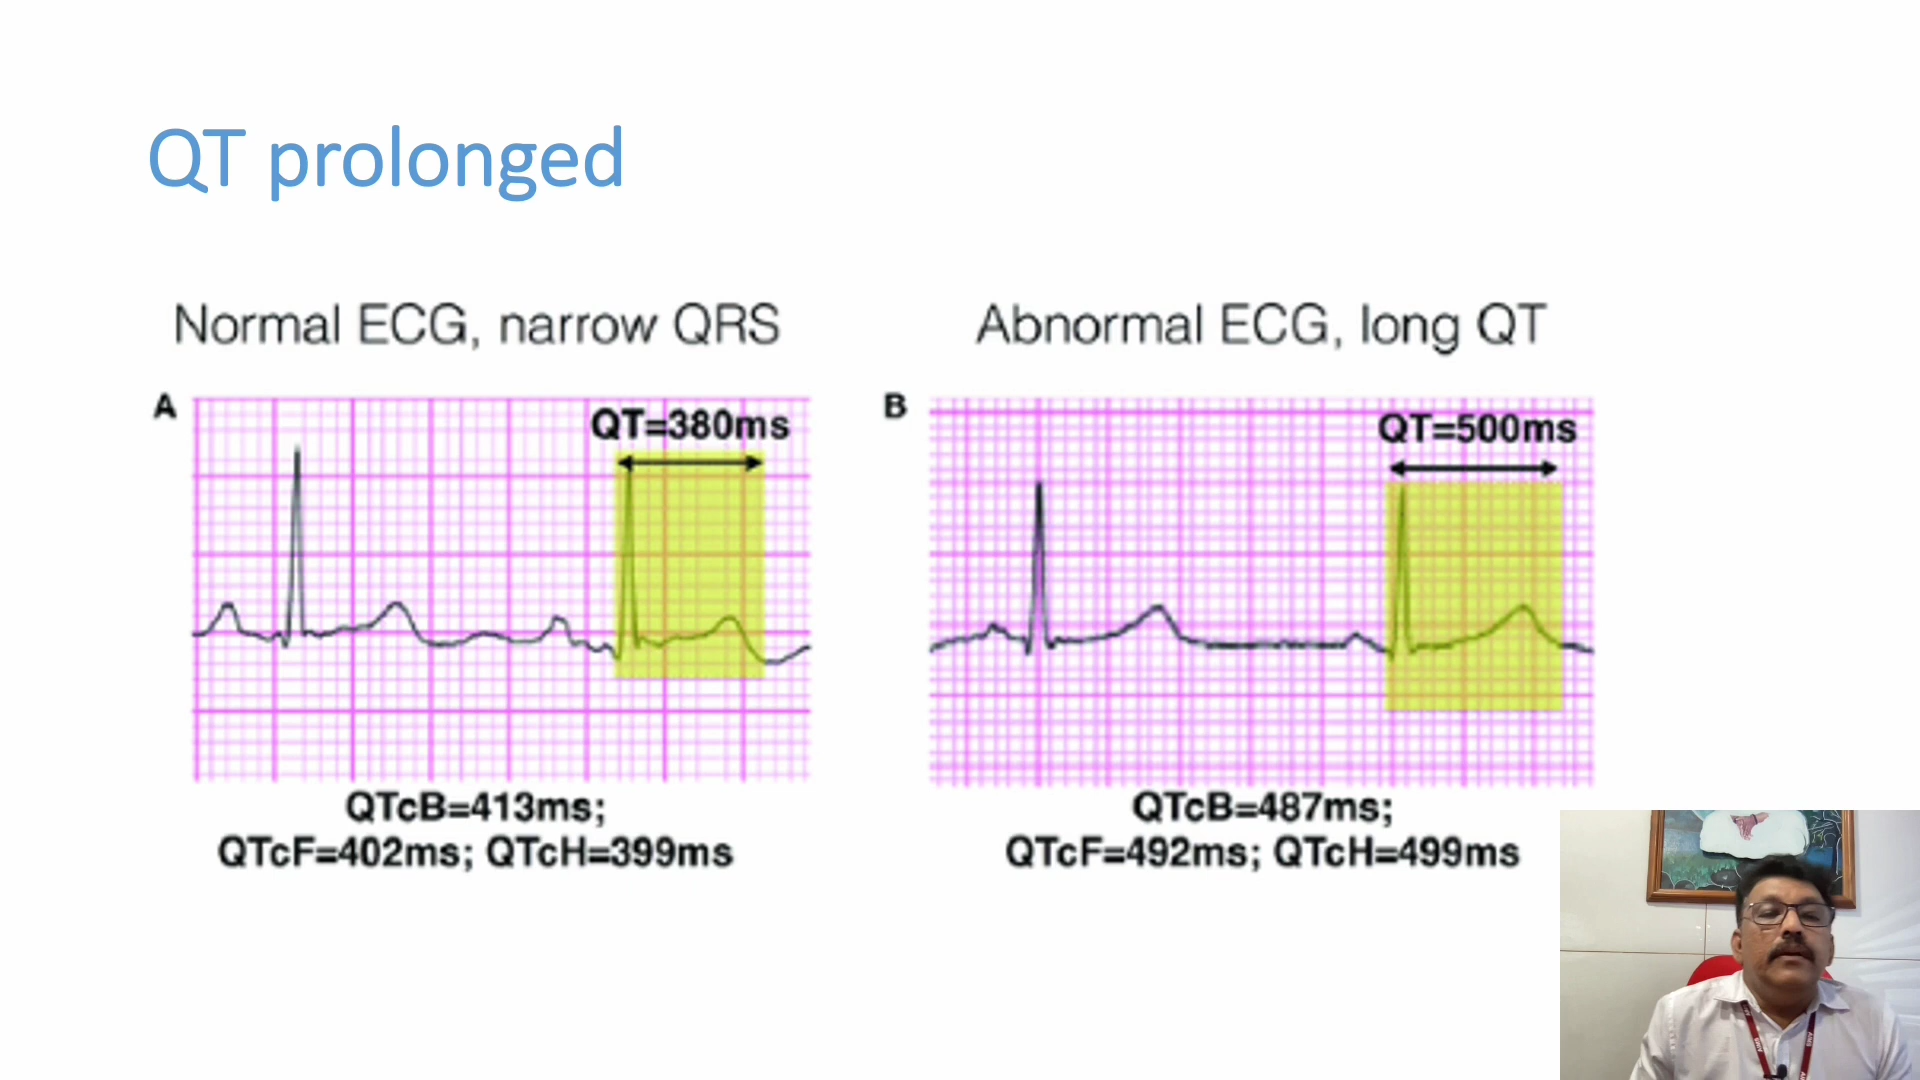 QT prolonged
Normal ECG, narrow QRS
Abnormal ECG, long QT
A
QT=380ms
B
QT=500ms
QTcB=413ms;
QTcF=402ms; QTcH=399ms
QTcB=487ms;
QTcF=492ms; QTcH=499ms